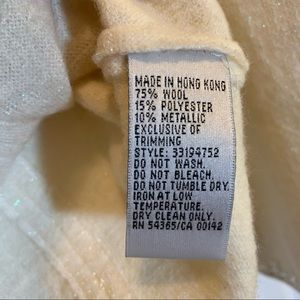 MADE IN HONG KONG
75% WOOL
15% POLYESTER
10% METALLIC
EXCLUSIVE OF
TRIMMING
STYLE: 33194752
DO NOT WASH.
DO NOT BLEACH.
DO NOT TUMBLE DRY.
IRON AT LOW
TEMPERATURE.
DRY CLEAN ONLY.
RN 54365/CA 00142